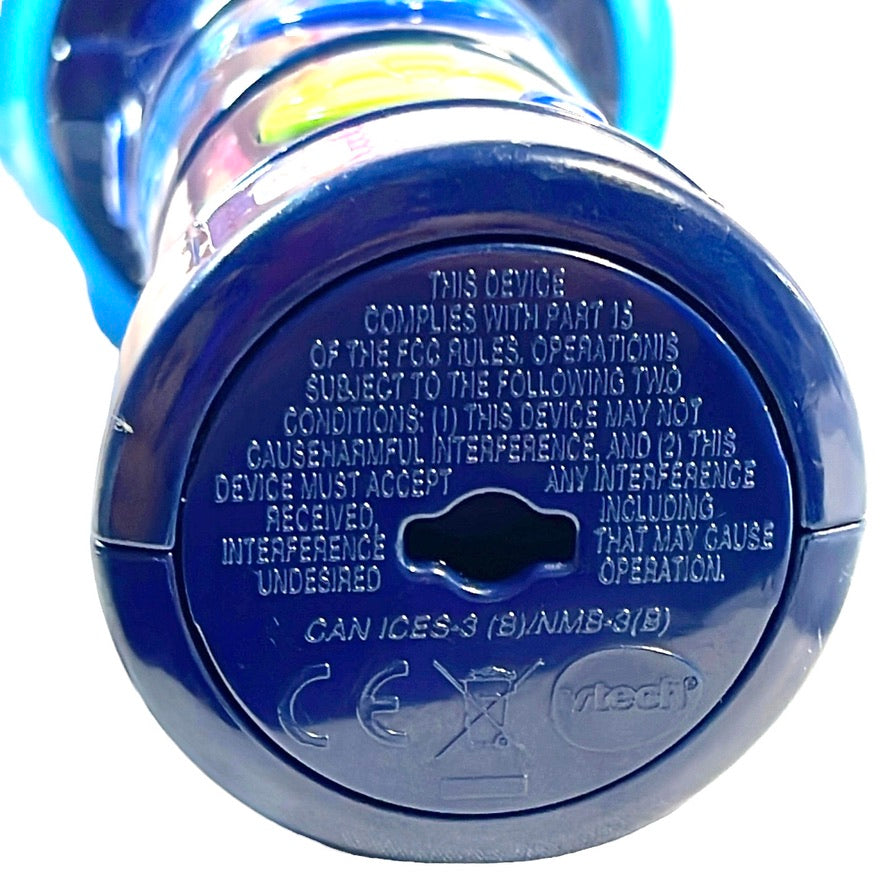 THIS DEVICE
COMPLIES WITH PART 15
OF THE FCC RULES. OPERATIONIS
SUBJECT TO THE FOLLOWING TWO
CONDITIONS: (1) THIS DEVICE MAY NOT
CAUSEHARMFUL INTERFERENCE, AND (2) THIS
DEVICE MUST ACCEPT ANY INTERFERENCE
RECEIVED, INCLUDING
INTERFERENCE THAT MAY CAUSE
UNDESIRED OPERATION.
CAN ICES-3 (B)/NMB-3(B)
CE vtech®